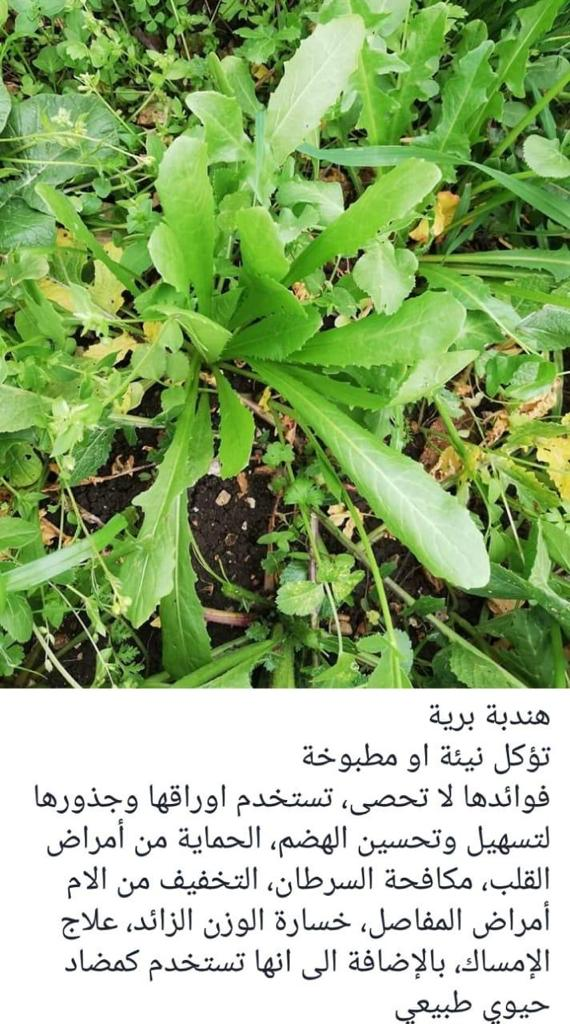 هندبة برية
تؤكل نيئة او مطبوخة
فوائدها لا تحصى، تستخدم اوراقها وجذورها
لتسهيل وتحسين الهضم، الحماية من أمراض
القلب، مكافحة السرطان، التخفيف من الام
أمراض المفاصل، خسارة الوزن الزائد، علاج
الإمساك، بالإضافة الى انها تستخدم كمضاد
حيوي طبيعي